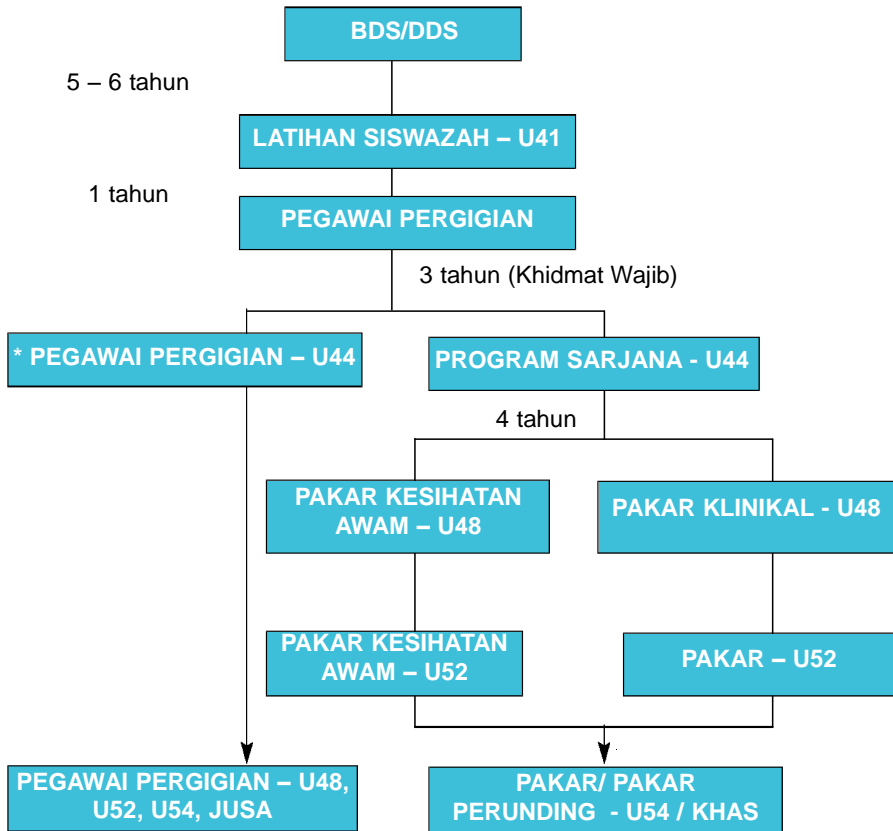 BDS/DDS
5 – 6 tahun
LATIHAN SISWAZAH – U41
1 tahun
PEGAWAI PERGIGIAN
3 tahun (Khidmat Wajib)
* PEGAWAI PERGIGIAN – U44
PROGRAM SARJANA - U44
4 tahun
PAKAR KESIHATAN
AWAM – U48
PAKAR KLINIKAL - U48
PAKAR KESIHATAN
AWAM – U52
PAKAR – U52
PEGAWAI PERGIGIAN – U48,
U52, U54, JUSA
PAKAR/ PAKAR
PERUNDING - U54 / KHAS